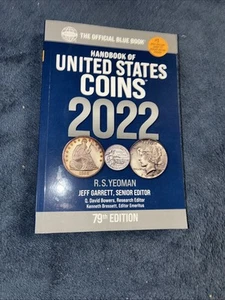 THE OFFICIAL BLUE BOOK®
HANDBOOK OF
UNITED STATES
COINS®
2022
R.S. YEOMAN
JEFF GARRETT, SENIOR EDITOR
Q. David Bowers, Research Editor
Kenneth Bressett, Editor Emeritus
79th EDITION